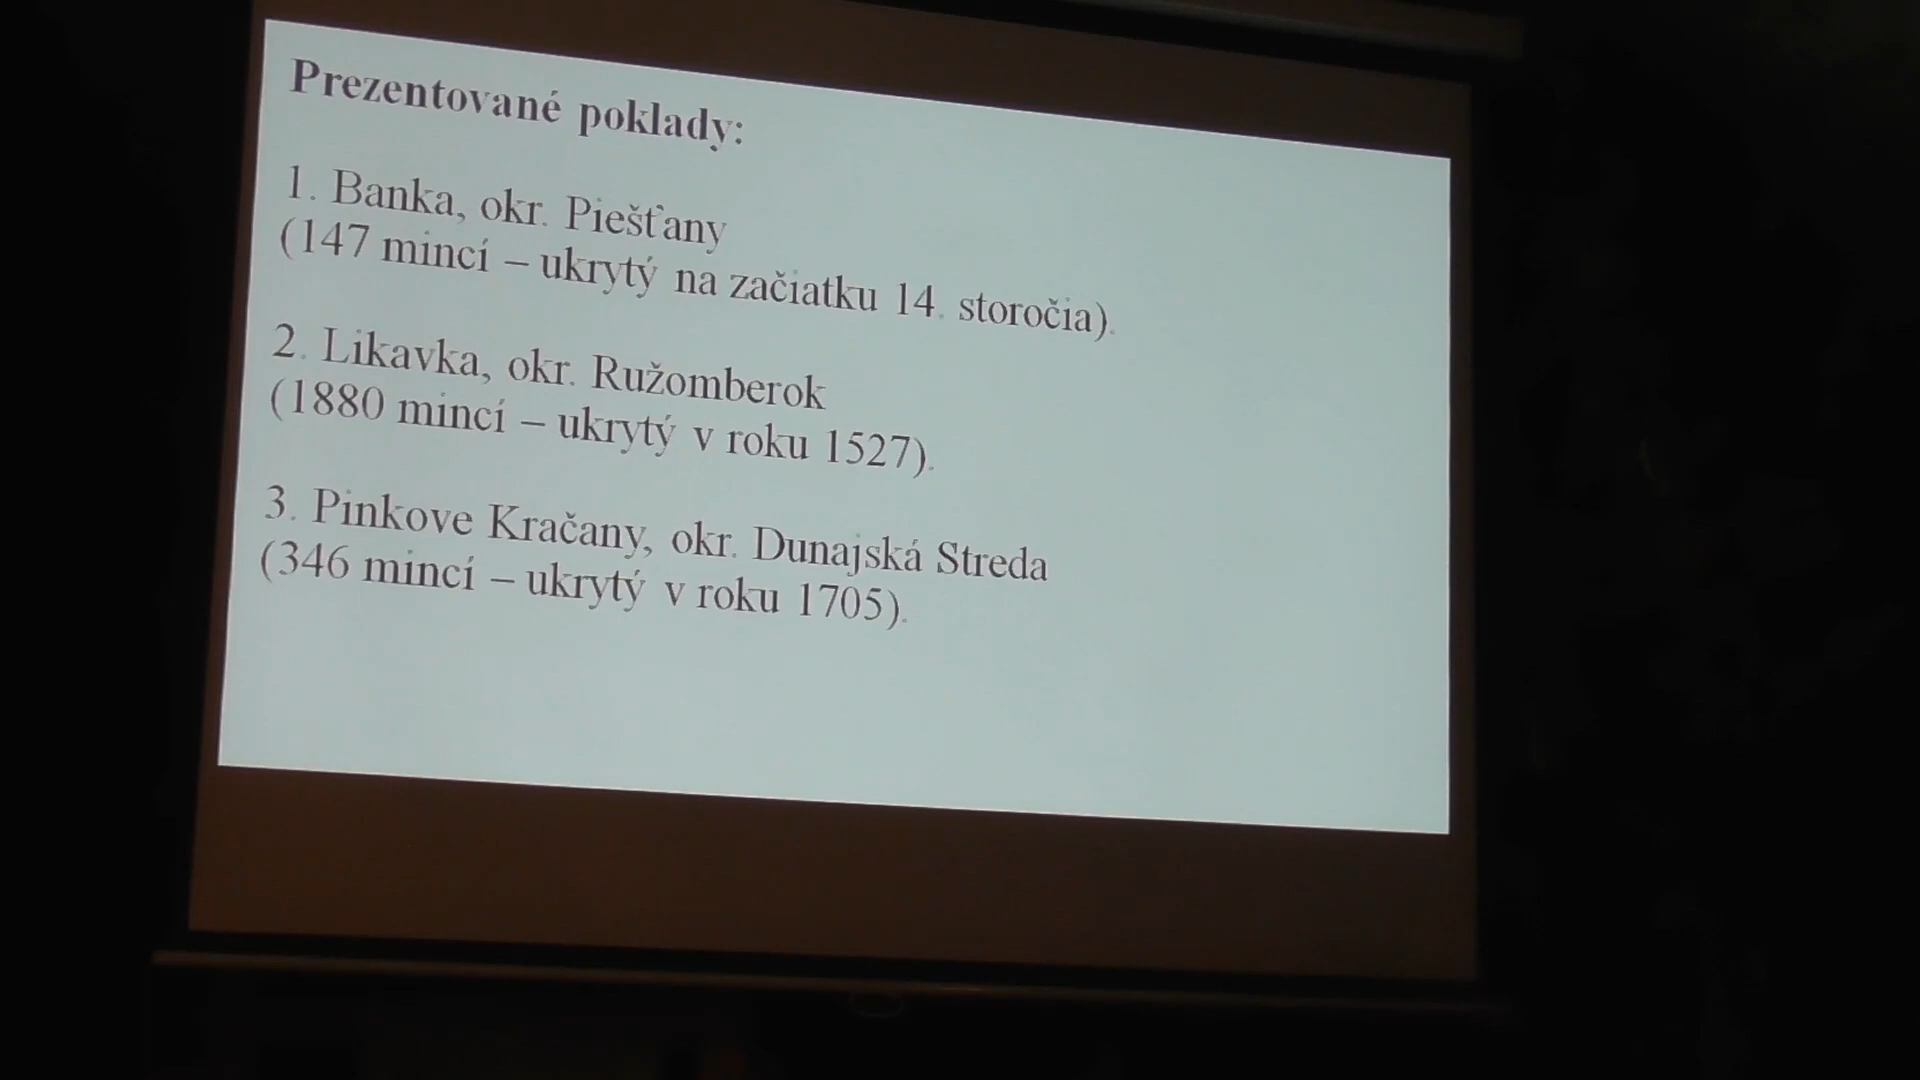 Prezentované poklady:
1. Banka, okr. Piešťany
(147 mincí – ukrytý na začiatku 14. storočia).
2. Likavka, okr. Ružomberok
(1880 mincí – ukrytý v roku 1527).
3. Pinkove Kračany, okr. Dunajská Streda
(346 mincí – ukrytý v roku 1705).